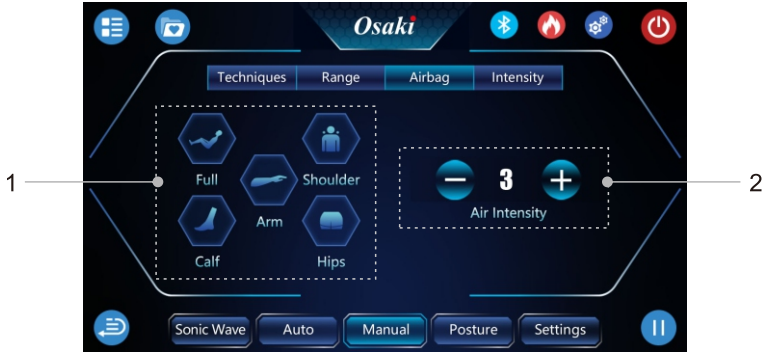 Osaki
Techniques Range Airbag Intensity
1
Full Shoulder
Arm
Calf Hips
3
Air Intensity
2
Sonic Wave Auto Manual Posture Settings